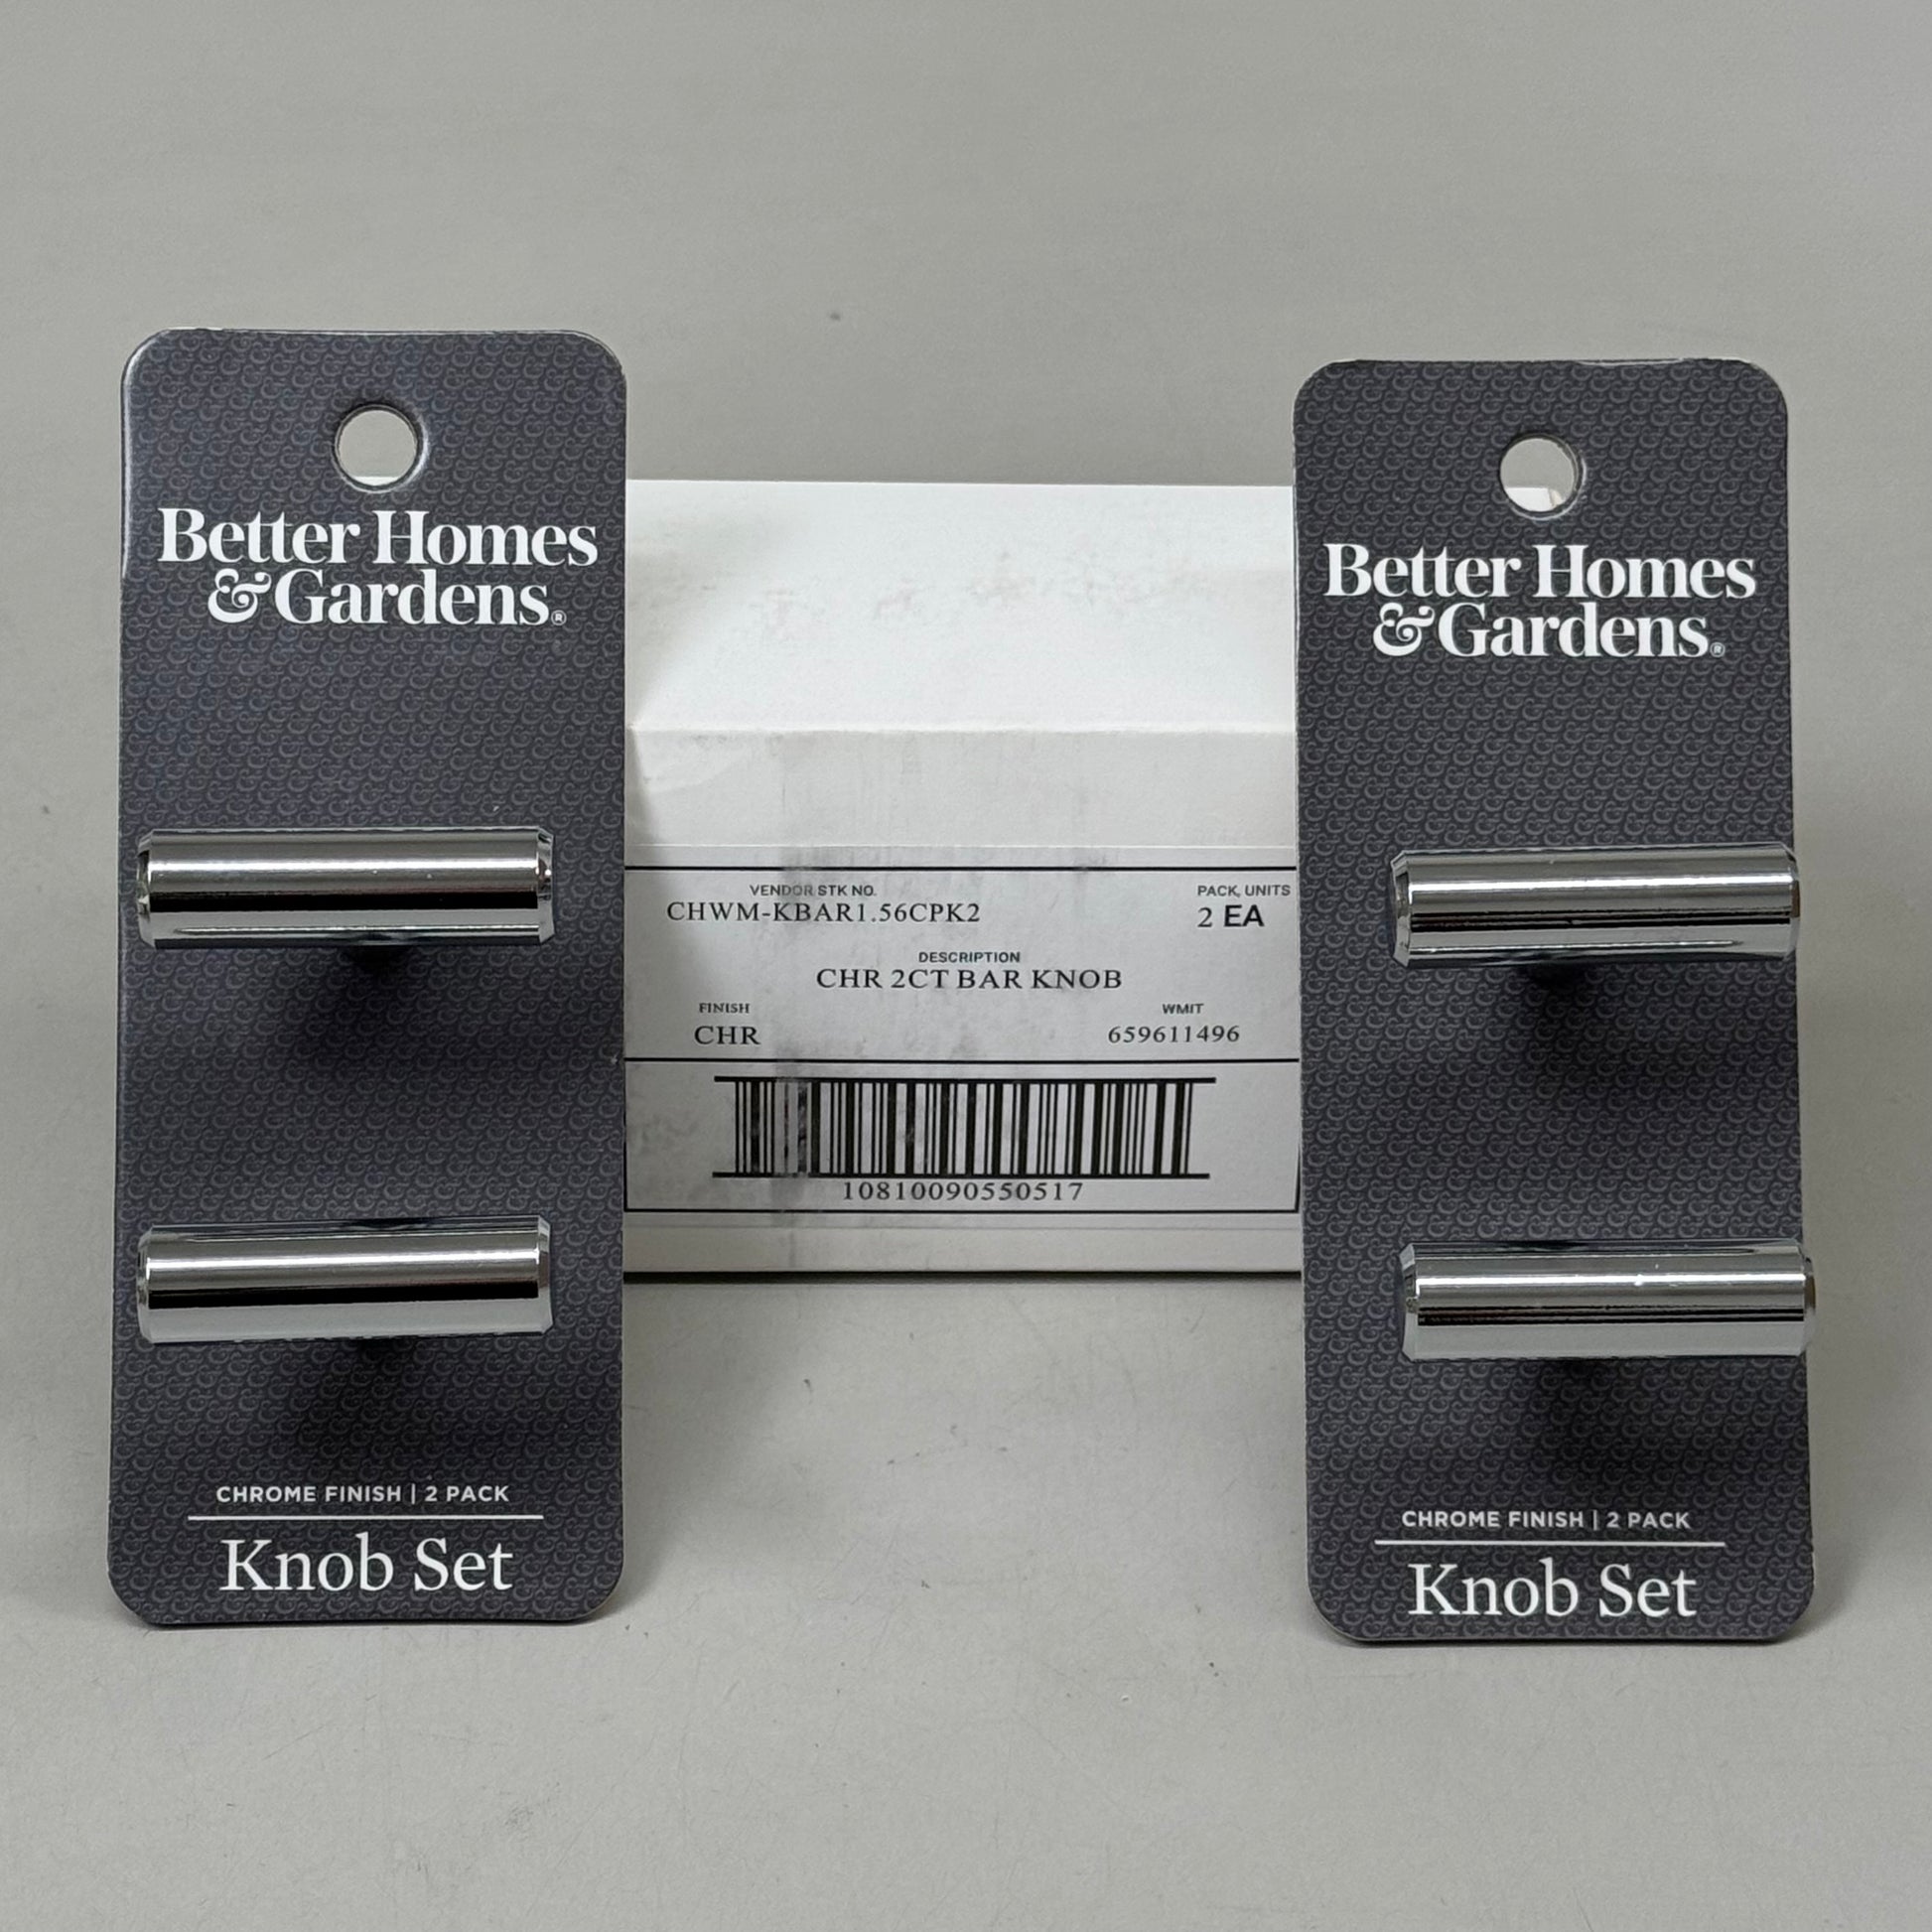 Better Homes
&Gardens®
CHROME FINISH | 2 PACK
Knob Set
VENDOR STK NO.
CHWM-KBAR1.56CPK2
PACK, UNITS
2 EA
DESCRIPTION
CHR 2CT BAR KNOB
FINISH
CHR
WMIT
659611496
10810090550517
Better Homes
&Gardens®
CHROME FINISH | 2 PACK
Knob Set